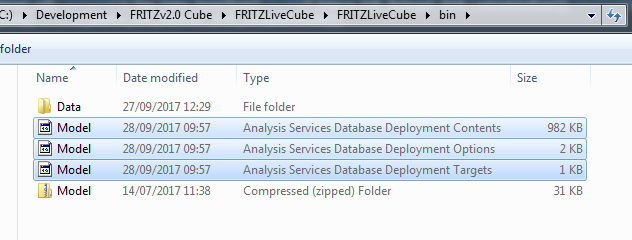 C:) Development FRITZv2.0 Cube FRITZLiveCube FRITZLiveCube bin
folder
Name Date modified Type Size
Data 27/09/2017 12:29 File folder
Model 28/09/2017 09:57 Analysis Services Database Deployment Contents 982 KB
Model 28/09/2017 09:57 Analysis Services Database Deployment Options 2 KB
Model 28/09/2017 09:57 Analysis Services Database Deployment Targets 1 KB
Model 14/07/2017 11:38 Compressed (zipped) Folder 31 KB